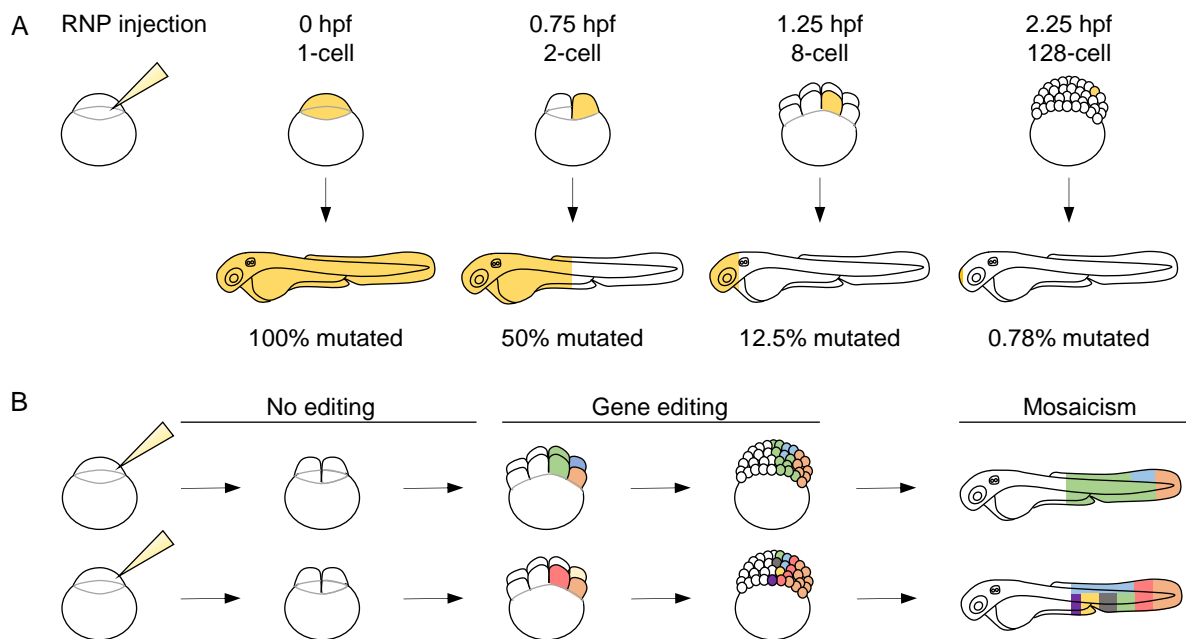 A
RNP injection
0 hpf
1-cell
0.75 hpf
2-cell
1.25 hpf
8-cell
2.25 hpf
128-cell
100% mutated
50% mutated
12.5% mutated
0.78% mutated
B
No editing
Gene editing
Mosaicism